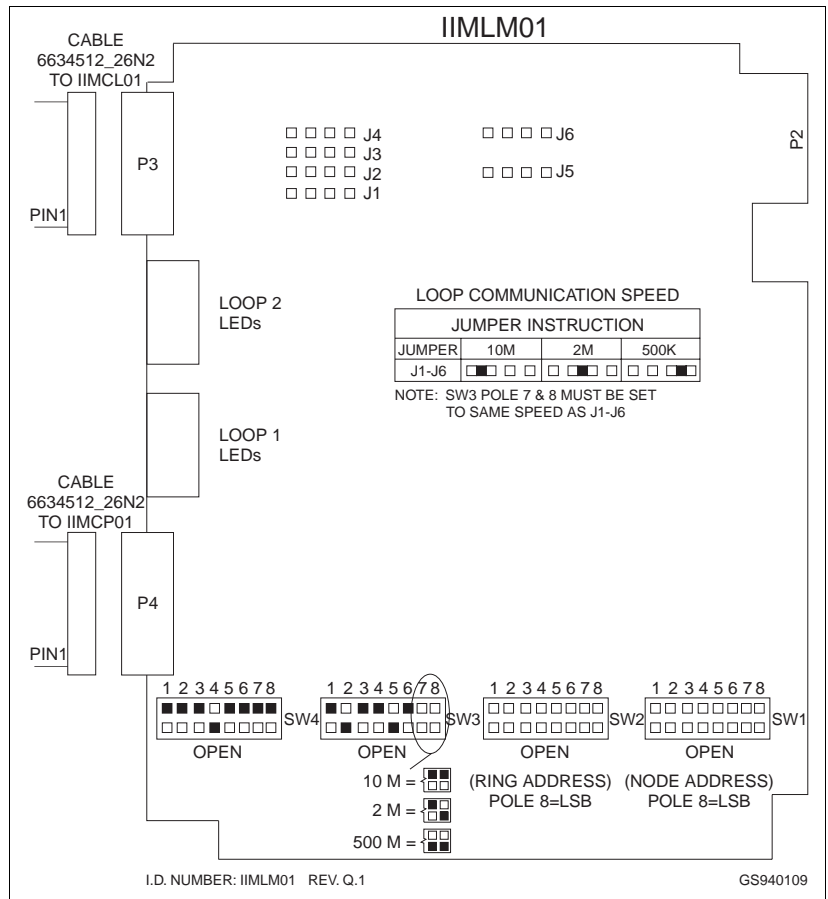 IIMLM01
CABLE
6634512_26N2
TO IIMCL01
P3
PIN1
J4
J3
J2
J1
J6
J5
P2
LOOP 2
LEDs
LOOP COMMUNICATION SPEED
JUMPER INSTRUCTION
JUMPER 10M 2M 500K
J1-J6
NOTE: SW3 POLE 7 & 8 MUST BE SET
TO SAME SPEED AS J1-J6
LOOP 1
LEDs
CABLE
6634512_26N2
TO IIMCP01
P4
PIN1
1 2 3 4 5 6 7 8
SW4
OPEN
1 2 3 4 5 6 7 8
SW3
OPEN
1 2 3 4 5 6 7 8
SW2
OPEN
(RING ADDRESS)
POLE 8=LSB
1 2 3 4 5 6 7 8
SW1
OPEN
(NODE ADDRESS)
POLE 8=LSB
10 M =
2 M =
500 M =
I.D. NUMBER: IIMLM01 REV. Q.1
GS940109